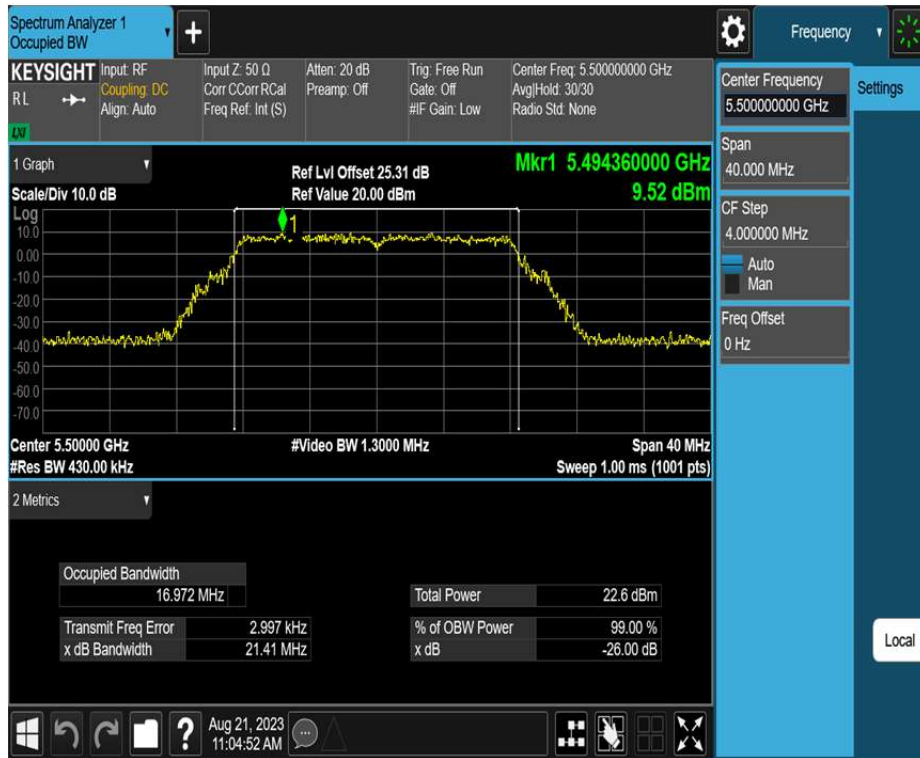 Spectrum Analyzer 1
Occupied BW
+
Frequency
KEYSIGHT
Input: RF
Coupling: DC
Align: Auto
Input Z: 50 Ω
Corr CCorr RCal
Freq Ref: Int (S)
Atten: 20 dB
Preamp: Off
Trig: Free Run
Gate: Off
#IF Gain: Low
Center Freq: 5.500000000 GHz
Avg|Hold: 30/30
Radio Std: None
RL
LXI
Center Frequency
5.500000000 GHz
Settings
Span
40.000 MHz
CF Step
4.000000 MHz
Auto
Man
Freq Offset
0 Hz
1 Graph
Ref Lvl Offset 25.31 dB
Mkr1 5.494360000 GHz
Scale/Div 10.0 dB
Ref Value 20.00 dBm
9.52 dBm
Log
1
10.0
0.00
-10.0
-20.0
-30.0
-40.0
-50.0
-60.0
-70.0
Center 5.50000 GHz
#Video BW 1.3000 MHz
Span 40 MHz
#Res BW 430.00 kHz
Sweep 1.00 ms (1001 pts)
2 Metrics
Occupied Bandwidth
16.972 MHz
Total Power 22.6 dBm
Transmit Freq Error 2.997 kHz
% of OBW Power 99.00 %
x dB Bandwidth 21.41 MHz
x dB -26.00 dB
Local
?
Aug 21, 2023
11:04:52 AM